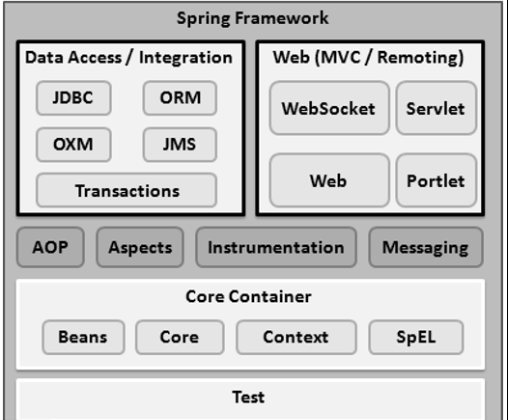 Spring Framework
Data Access / Integration
JDBC
ORM
OXM
JMS
Transactions
Web (MVC / Remoting)
WebSocket
Servlet
Web
Portlet
AOP
Aspects
Instrumentation
Messaging
Core Container
Beans
Core
Context
SpEL
Test